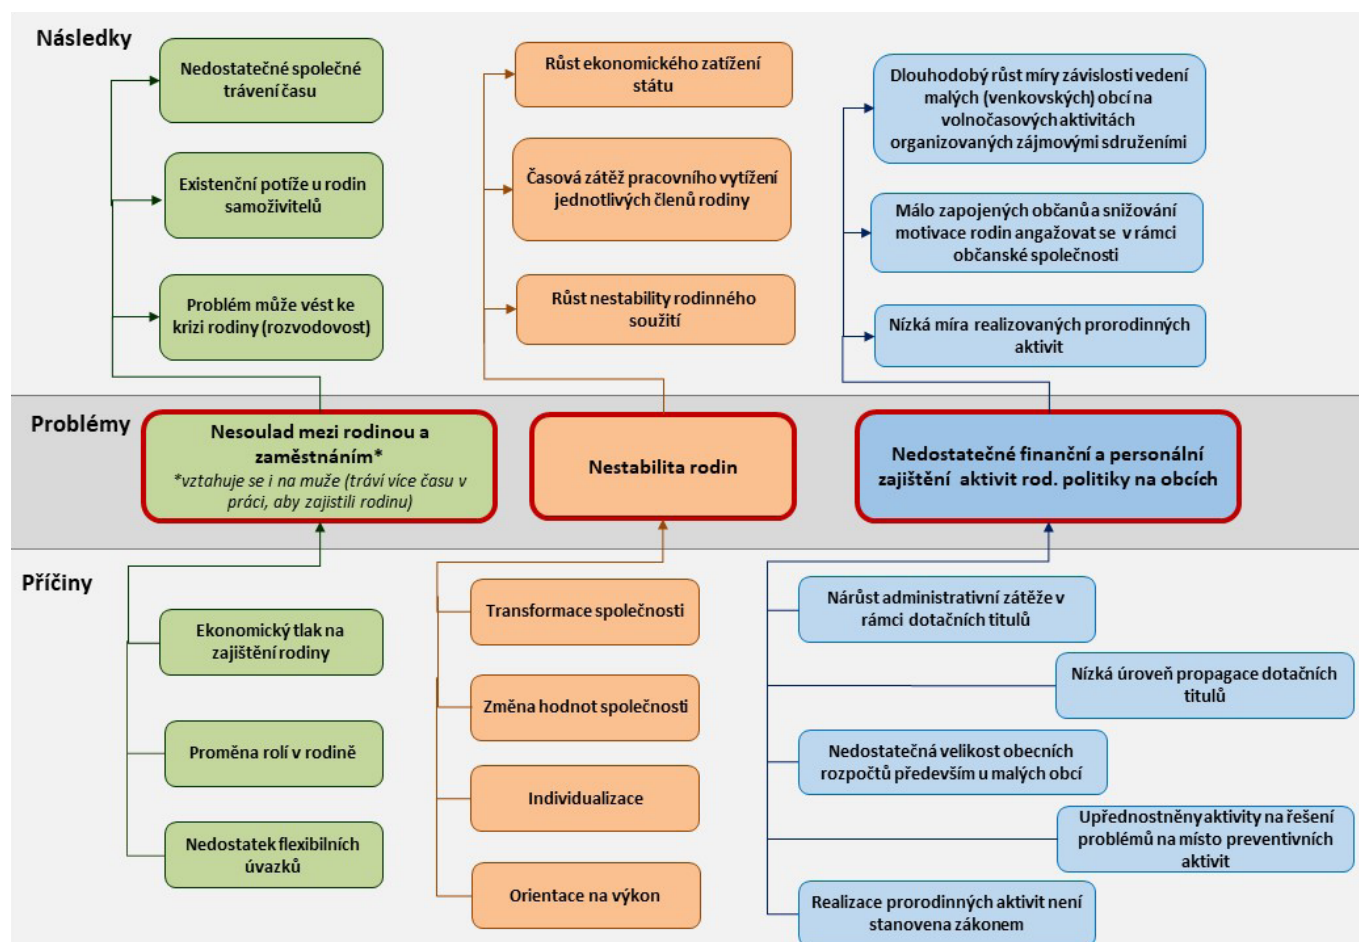 Následky
Nedostatečné společné
trávení času
Existenční potíže u rodin
samoživitelů
Problém může vést ke
krizi rodiny (rozvodovost)
Růst ekonomického zatížení
státu
Časová zátěž pracovního vytížení
jednotlivých členů rodiny
Růst nestability rodinného
soužití
Dlouhodobý růst míry závislosti vedení
malých (venkovských) obcí na
volnočasových aktivitách
organizovaných zájmovými sdruženími
Málo zapojených občanů a snižování
motivace rodin angažovat se v rámci
občanské společnosti
Nízká míra realizovaných prorodinných
aktivit
Problémy
Nesoulad mezi rodinou a
zaměstnáním*
*vztahuje se i na muže (tráví více času v
práci, aby zajistili rodinu)
Nestabilita rodin
Nedostatečné finanční a personální
zajištění aktivit rod. politiky na obcích
Příčiny
Ekonomický tlak na
zajištění rodiny
Proměna rolí v rodině
Nedostatek flexibilních
úvazků
Transformace společnosti
Změna hodnot společnosti
Individualizace
Orientace na výkon
Nárůst administrativní zátěže v
rámci dotačních titulů
Nízká úroveň propagace dotačních
titulů
Nedostatečná velikost obecních
rozpočtů především u malých obcí
Upřednostněny aktivity na řešení
problémů na místo preventivních
aktivit
Realizace prorodinných aktivit není
stanovena zákonem